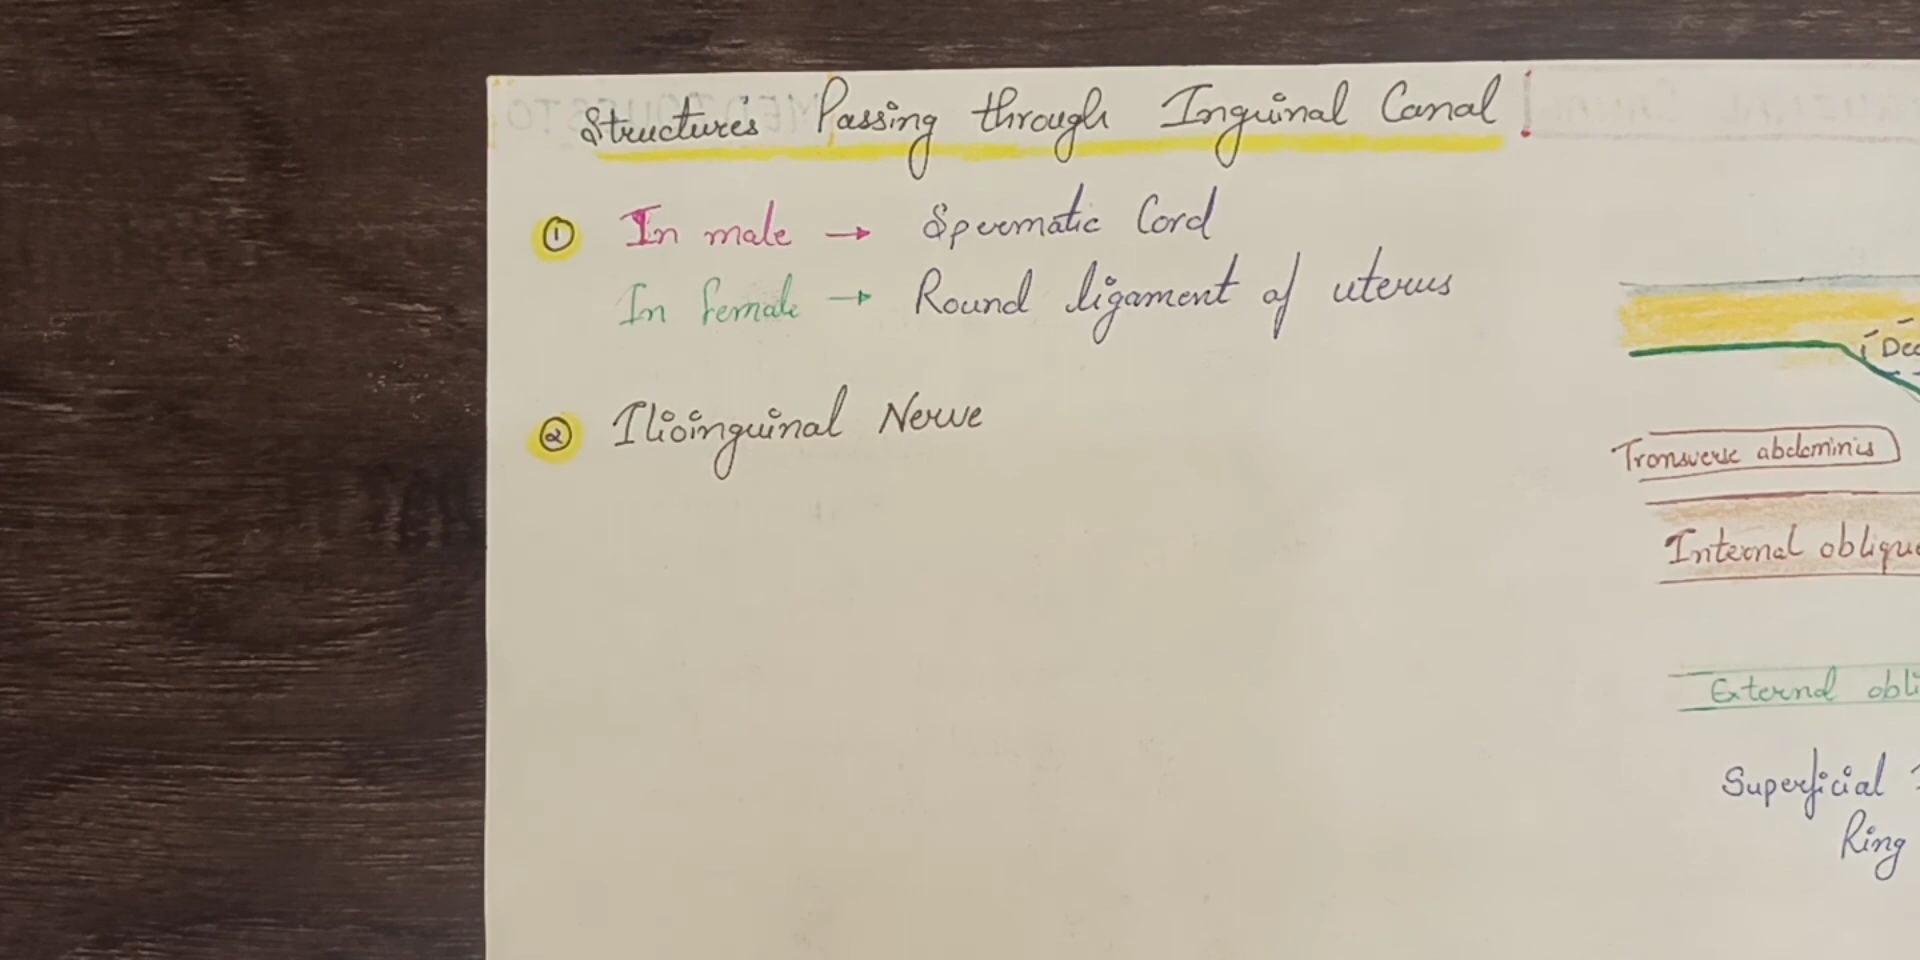 Structures Passing through Inguinal Canal
① In male → Spermatic Cord
In female → Round ligament of uterus
② Ilioinguinal Nerve
Transverse abdominis
Internal oblique
External
Superficial
Ring